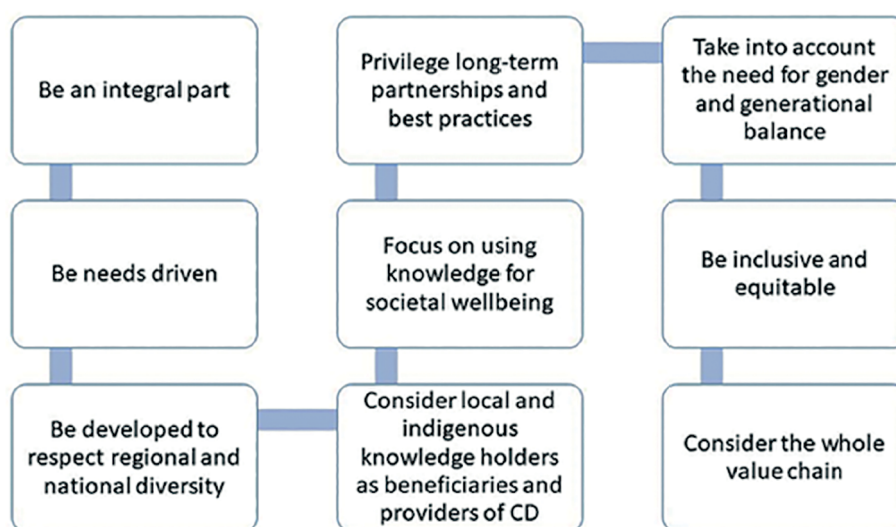 Be an integral part
Be needs driven
Be developed to
respect regional and
national diversity
Consider local and
indigenous
knowledge holders
as beneficiaries and
providers of CD
Focus on using
knowledge for
societal wellbeing
Privilege long-term
partnerships and
best practices
Take into account
the need for gender
and generational
balance
Be inclusive and
equitable
Consider the whole
value chain